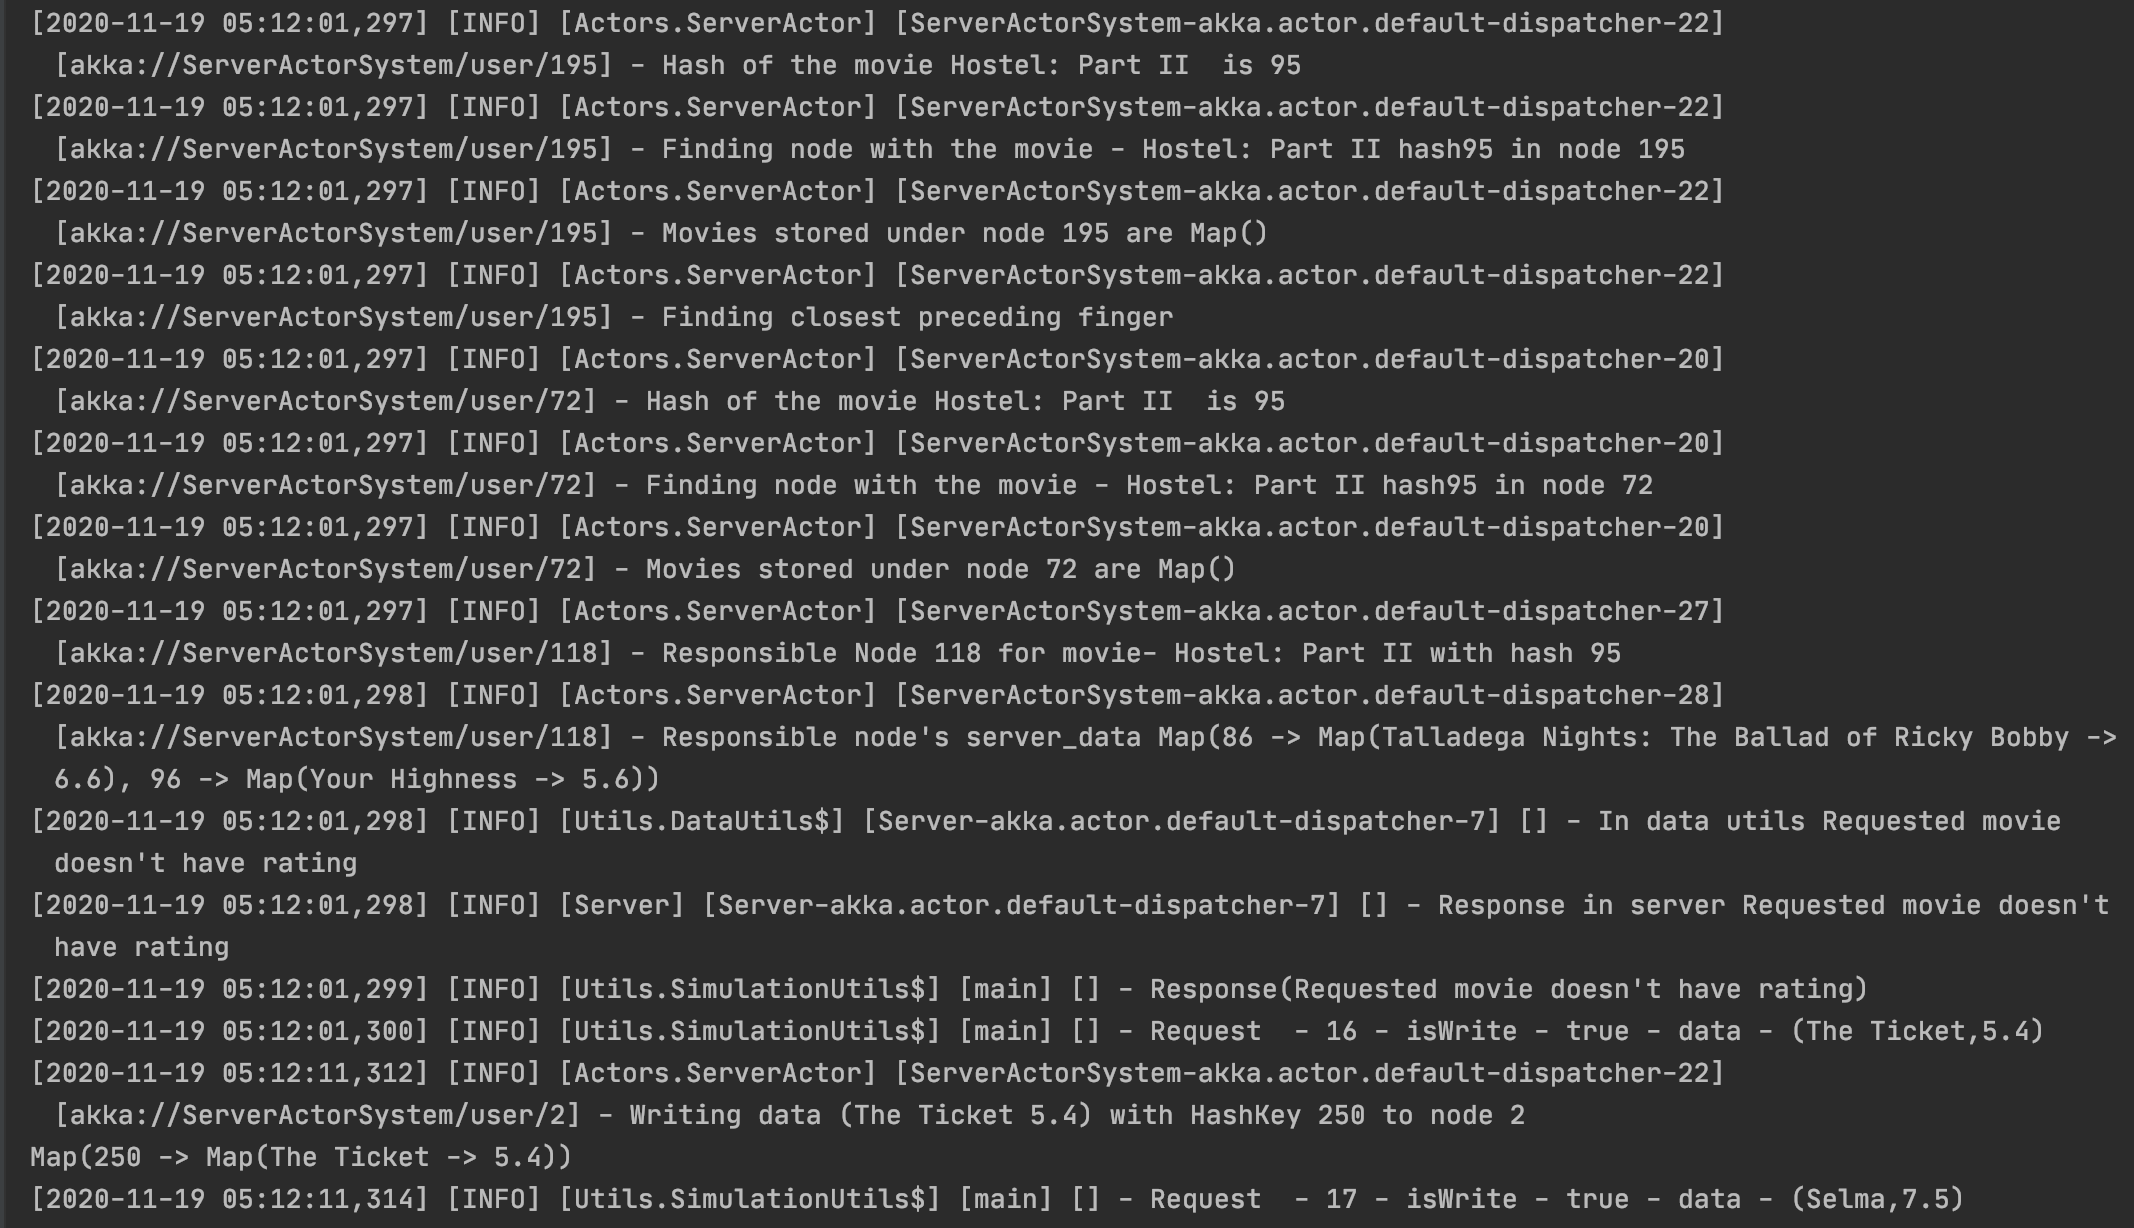 [2020-11-19 05:12:01,297] [INFO] [Actors.ServerActor] [ServerActorSystem-akka.actor.default-dispatcher-22]
[akka://ServerActorSystem/user/195] - Hash of the movie Hostel: Part II  is 95
[2020-11-19 05:12:01,297] [INFO] [Actors.ServerActor] [ServerActorSystem-akka.actor.default-dispatcher-22]
[akka://ServerActorSystem/user/195] - Finding node with the movie - Hostel: Part II hash95 in node 195
[2020-11-19 05:12:01,297] [INFO] [Actors.ServerActor] [ServerActorSystem-akka.actor.default-dispatcher-22]
[akka://ServerActorSystem/user/195] - Movies stored under node 195 are Map()
[2020-11-19 05:12:01,297] [INFO] [Actors.ServerActor] [ServerActorSystem-akka.actor.default-dispatcher-22]
[akka://ServerActorSystem/user/195] - Finding closest preceding finger
[2020-11-19 05:12:01,297] [INFO] [Actors.ServerActor] [ServerActorSystem-akka.actor.default-dispatcher-20]
[akka://ServerActorSystem/user/72] - Hash of the movie Hostel: Part II  is 95
[2020-11-19 05:12:01,297] [INFO] [Actors.ServerActor] [ServerActorSystem-akka.actor.default-dispatcher-20]
[akka://ServerActorSystem/user/72] - Finding node with the movie - Hostel: Part II hash95 in node 72
[2020-11-19 05:12:01,297] [INFO] [Actors.ServerActor] [ServerActorSystem-akka.actor.default-dispatcher-20]
[akka://ServerActorSystem/user/72] - Movies stored under node 72 are Map()
[2020-11-19 05:12:01,297] [INFO] [Actors.ServerActor] [ServerActorSystem-akka.actor.default-dispatcher-27]
[akka://ServerActorSystem/user/118] - Responsible Node 118 for movie- Hostel: Part II with hash 95
[2020-11-19 05:12:01,298] [INFO] [Actors.ServerActor] [ServerActorSystem-akka.actor.default-dispatcher-28]
[akka://ServerActorSystem/user/118] - Responsible node's server_data Map(86 -> Map(Talladega Nights: The Ballad of Ricky Bobby ->
6.6), 96 -> Map(Your Highness -> 5.6))
[2020-11-19 05:12:01,298] [INFO] [Utils.DataUtils$] [Server-akka.actor.default-dispatcher-7] [] - In data utils Requested movie
doesn't have rating
[2020-11-19 05:12:01,298] [INFO] [Server] [Server-akka.actor.default-dispatcher-7] [] - Response in server Requested movie doesn't
have rating
[2020-11-19 05:12:01,299] [INFO] [Utils.SimulationUtils$] [main] [] - Response(Requested movie doesn't have rating)
[2020-11-19 05:12:01,300] [INFO] [Utils.SimulationUtils$] [main] [] - Request  - 16 - isWrite - true - data - (The Ticket,5.4)
[2020-11-19 05:12:11,312] [INFO] [Actors.ServerActor] [ServerActorSystem-akka.actor.default-dispatcher-22]
[akka://ServerActorSystem/user/2] - Writing data (The Ticket 5.4) with HashKey 250 to node 2
Map(250 -> Map(The Ticket -> 5.4))
[2020-11-19 05:12:11,314] [INFO] [Utils.SimulationUtils$] [main] [] - Request  - 17 - isWrite - true - data - (Selma,7.5)